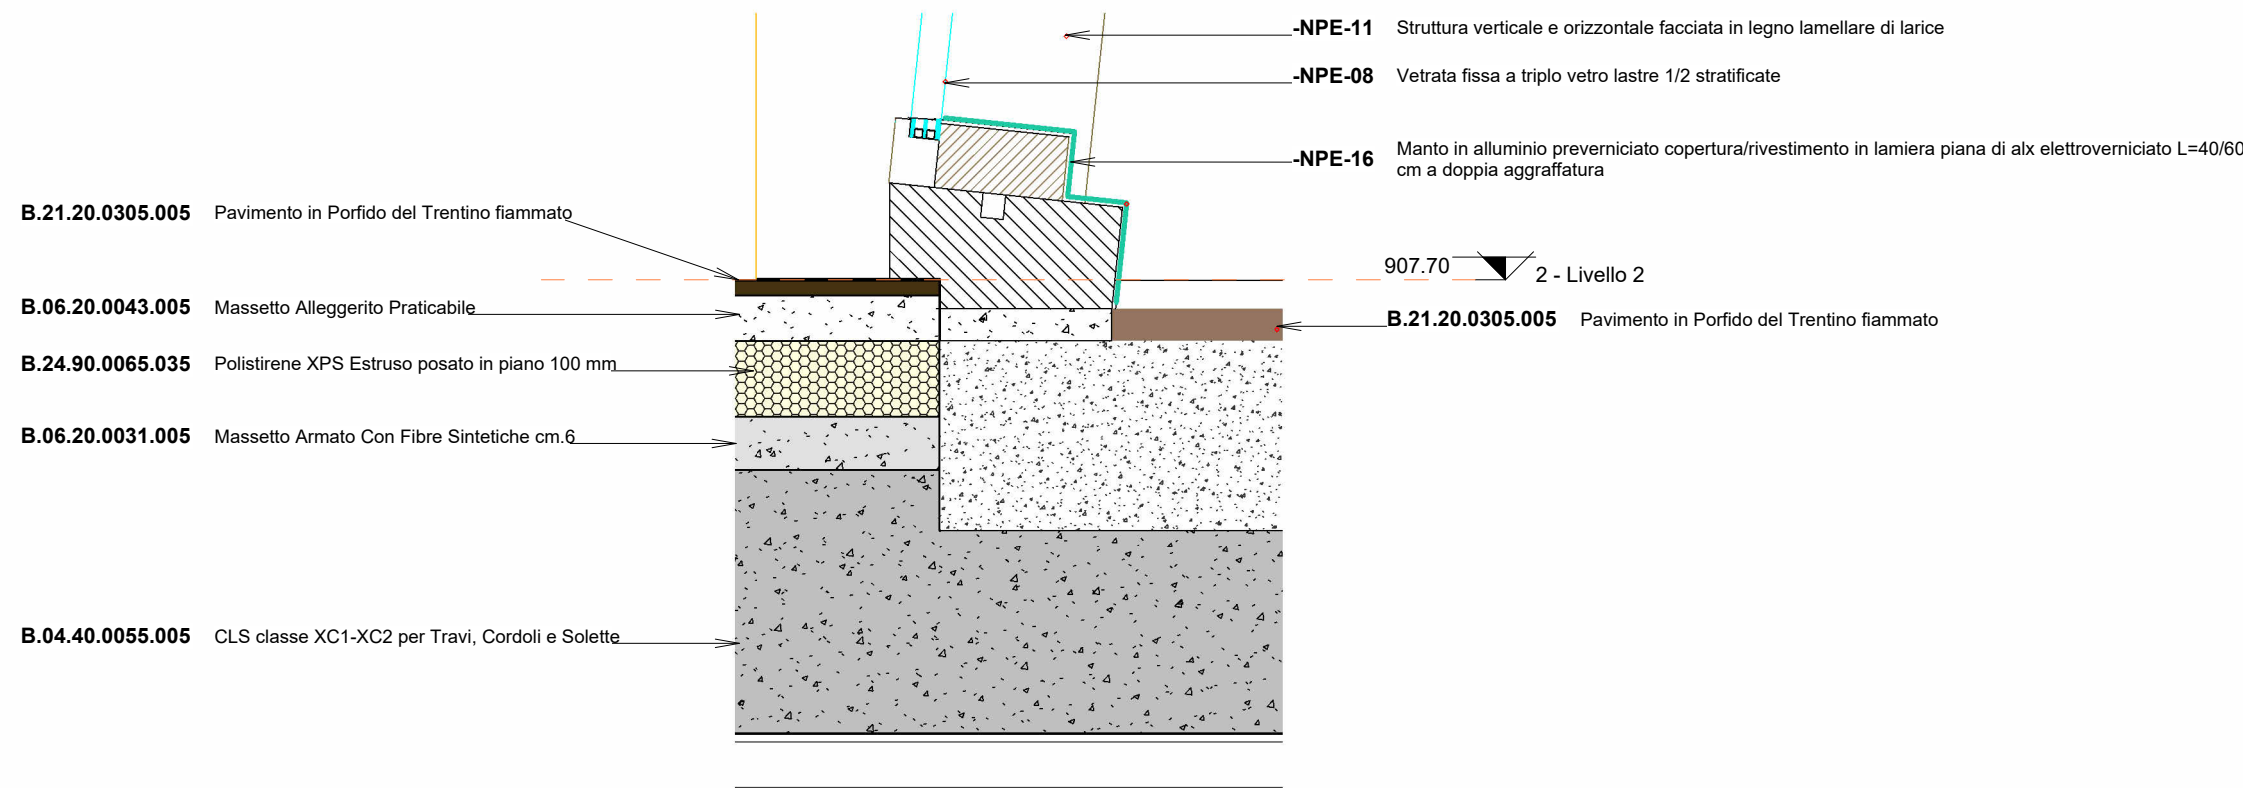 -NPE-11 Struttura verticale e orizzontale facciata in legno lamellare di larice
-NPE-08 Vetrata fissa a triplo vetro lastre 1/2 stratificate
-NPE-16 Manto in alluminio preverniciato copertura/rivestimento in lamiera piana di alx elettroverniciato L=40/60
cm a doppia aggraffatura
B.21.20.0305.005 Pavimento in Porfido del Trentino fiammato
907.70 2 - Livello 2
B.06.20.0043.005 Massetto Alleggerito Praticabile
B.21.20.0305.005 Pavimento in Porfido del Trentino fiammato
B.24.90.0065.035 Polistirene XPS Estruso posato in piano 100 mm
B.06.20.0031.005 Massetto Armato Con Fibre Sintetiche cm.6
B.04.40.0055.005 CLS classe XC1-XC2 per Travi, Cordoli e Solette